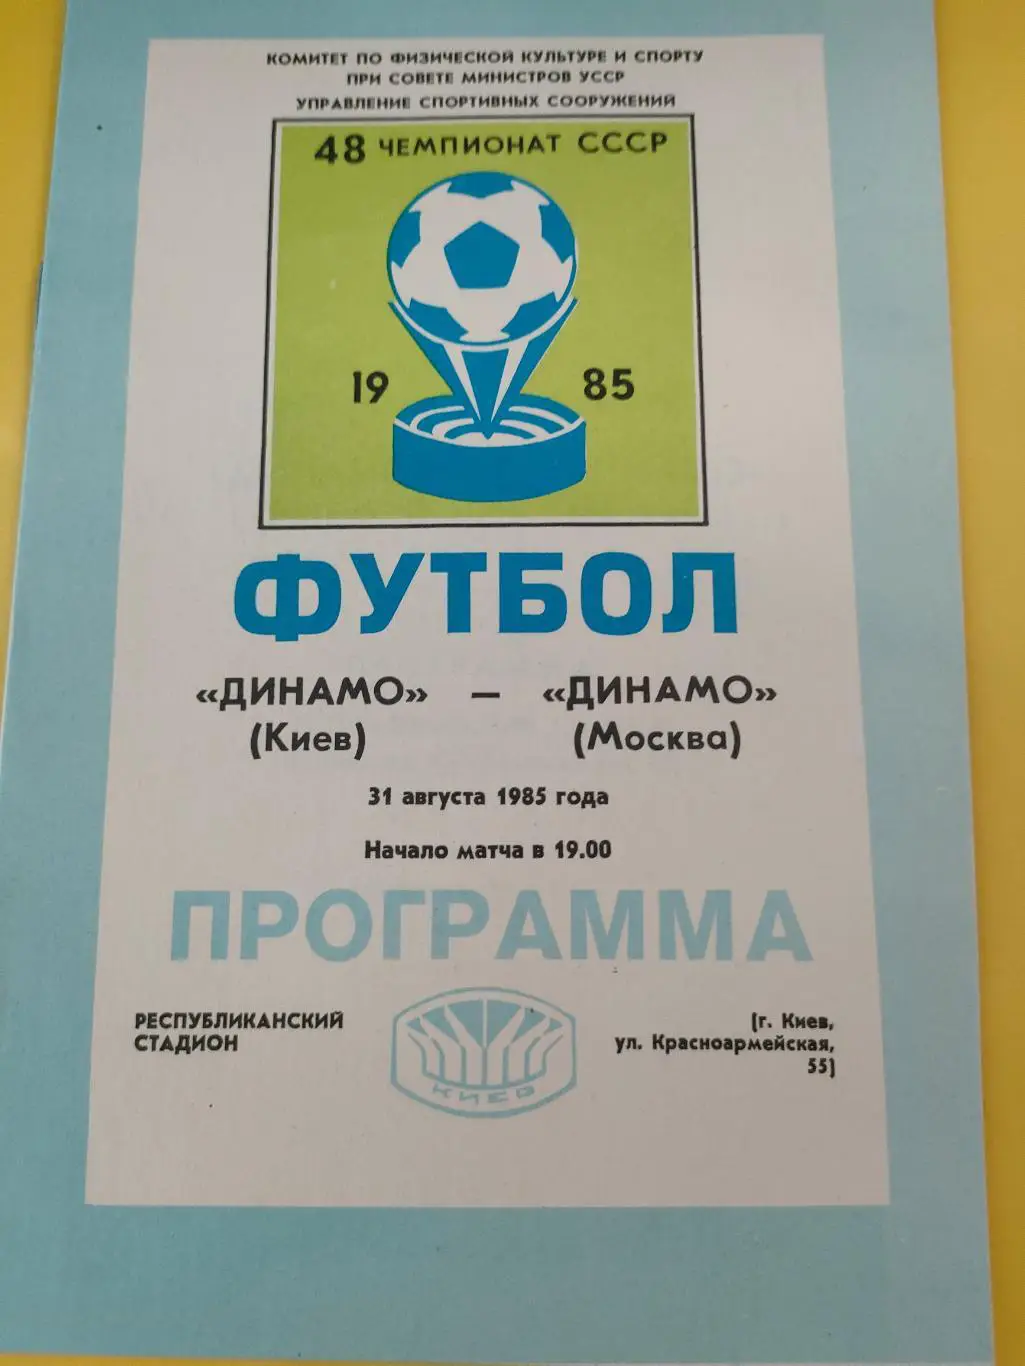 КОМИТЕТ ПО ФИЗИЧЕСКОЙ КУЛЬТУРЕ И СПОРТУ
ПРИ СОВЕТЕ МИНИСТРОВ УССР
УПРАВЛЕНИЕ СПОРТИВНЫХ СООРУЖЕНИЙ
48 ЧЕМПИОНАТ СССР
19 85
ФУТБОЛ
«ДИНАМО» — «ДИНАМО»
(Киев) (Москва)
31 августа 1985 года
Начало матча в 19.00
ПРОГРАММА
РЕСПУБЛИКАНСКИЙ
СТАДИОН
КИЕВ
(г. Киев,
ул. Красноармейская,
55)